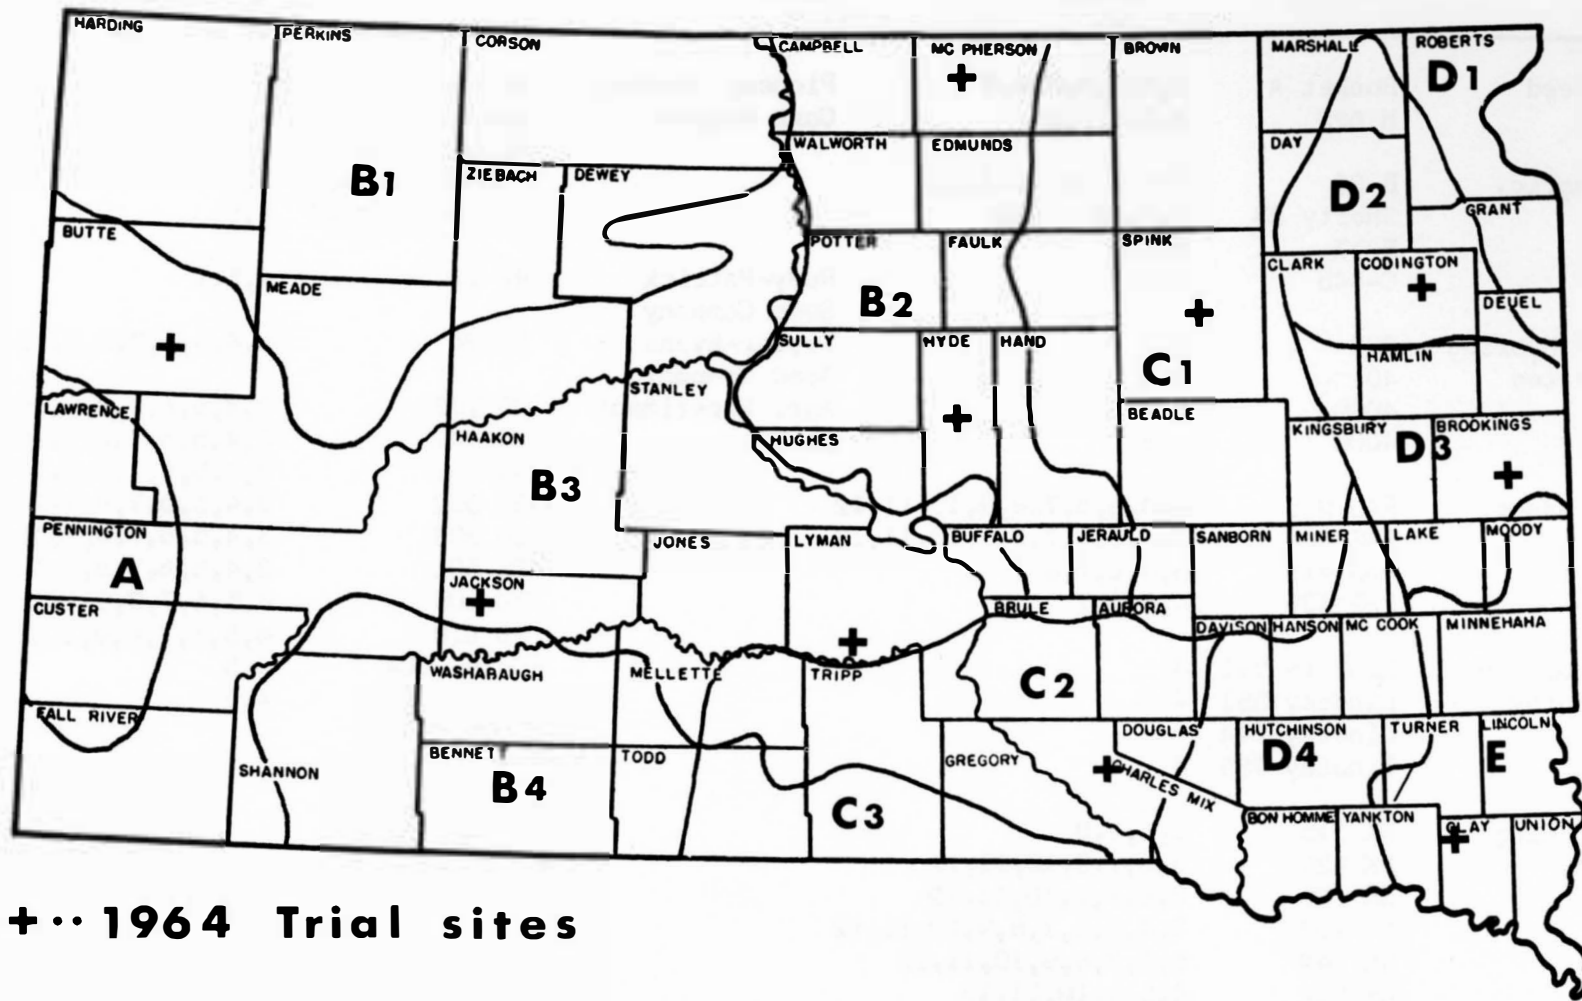 HARDING
PERKINS
CORSON
CAMPBELL
MC PHERSON
BROWN
MARSHALL
ROBERTS
D1
+
WALWORTH
EDMUNDS
DAY
B1
ZIEBACH
DEWEY
D2
GRANT
BUTTE
POTTER
FAULK
SPINK
CLARK
CODINGTON
+
MEADE
B2
DEUEL
+
+
SULLY
HYDE
HAND
HAMLIN
C1
STANLEY
LAWRENCE
+
BEADLE
HAAKON
HUGHES
KINGSBURY
BROOKINGS
D3
B3
+
PENNINGTON
JONES
LYMAN
BUFFALO
JERAULD
SANBORN
MINER
LAKE
MOODY
A
JACKSON
+
CUSTER
BRULE
AURORA
DAVISON
HANSON
MC COOK
MINNEHAHA
+
WASHABAUGH
MELLETTE
TRIPP
C2
FALL RIVER
DOUGLAS
HUTCHINSON
TURNER
LINCOLN
BENNET
TODD
GREGORY
D4
E
SHANNON
+
CHARLES MIX
B4
C3
BON HOMME
YANKTON
CLAY
UNION
+
+·· 1964 Trial sites